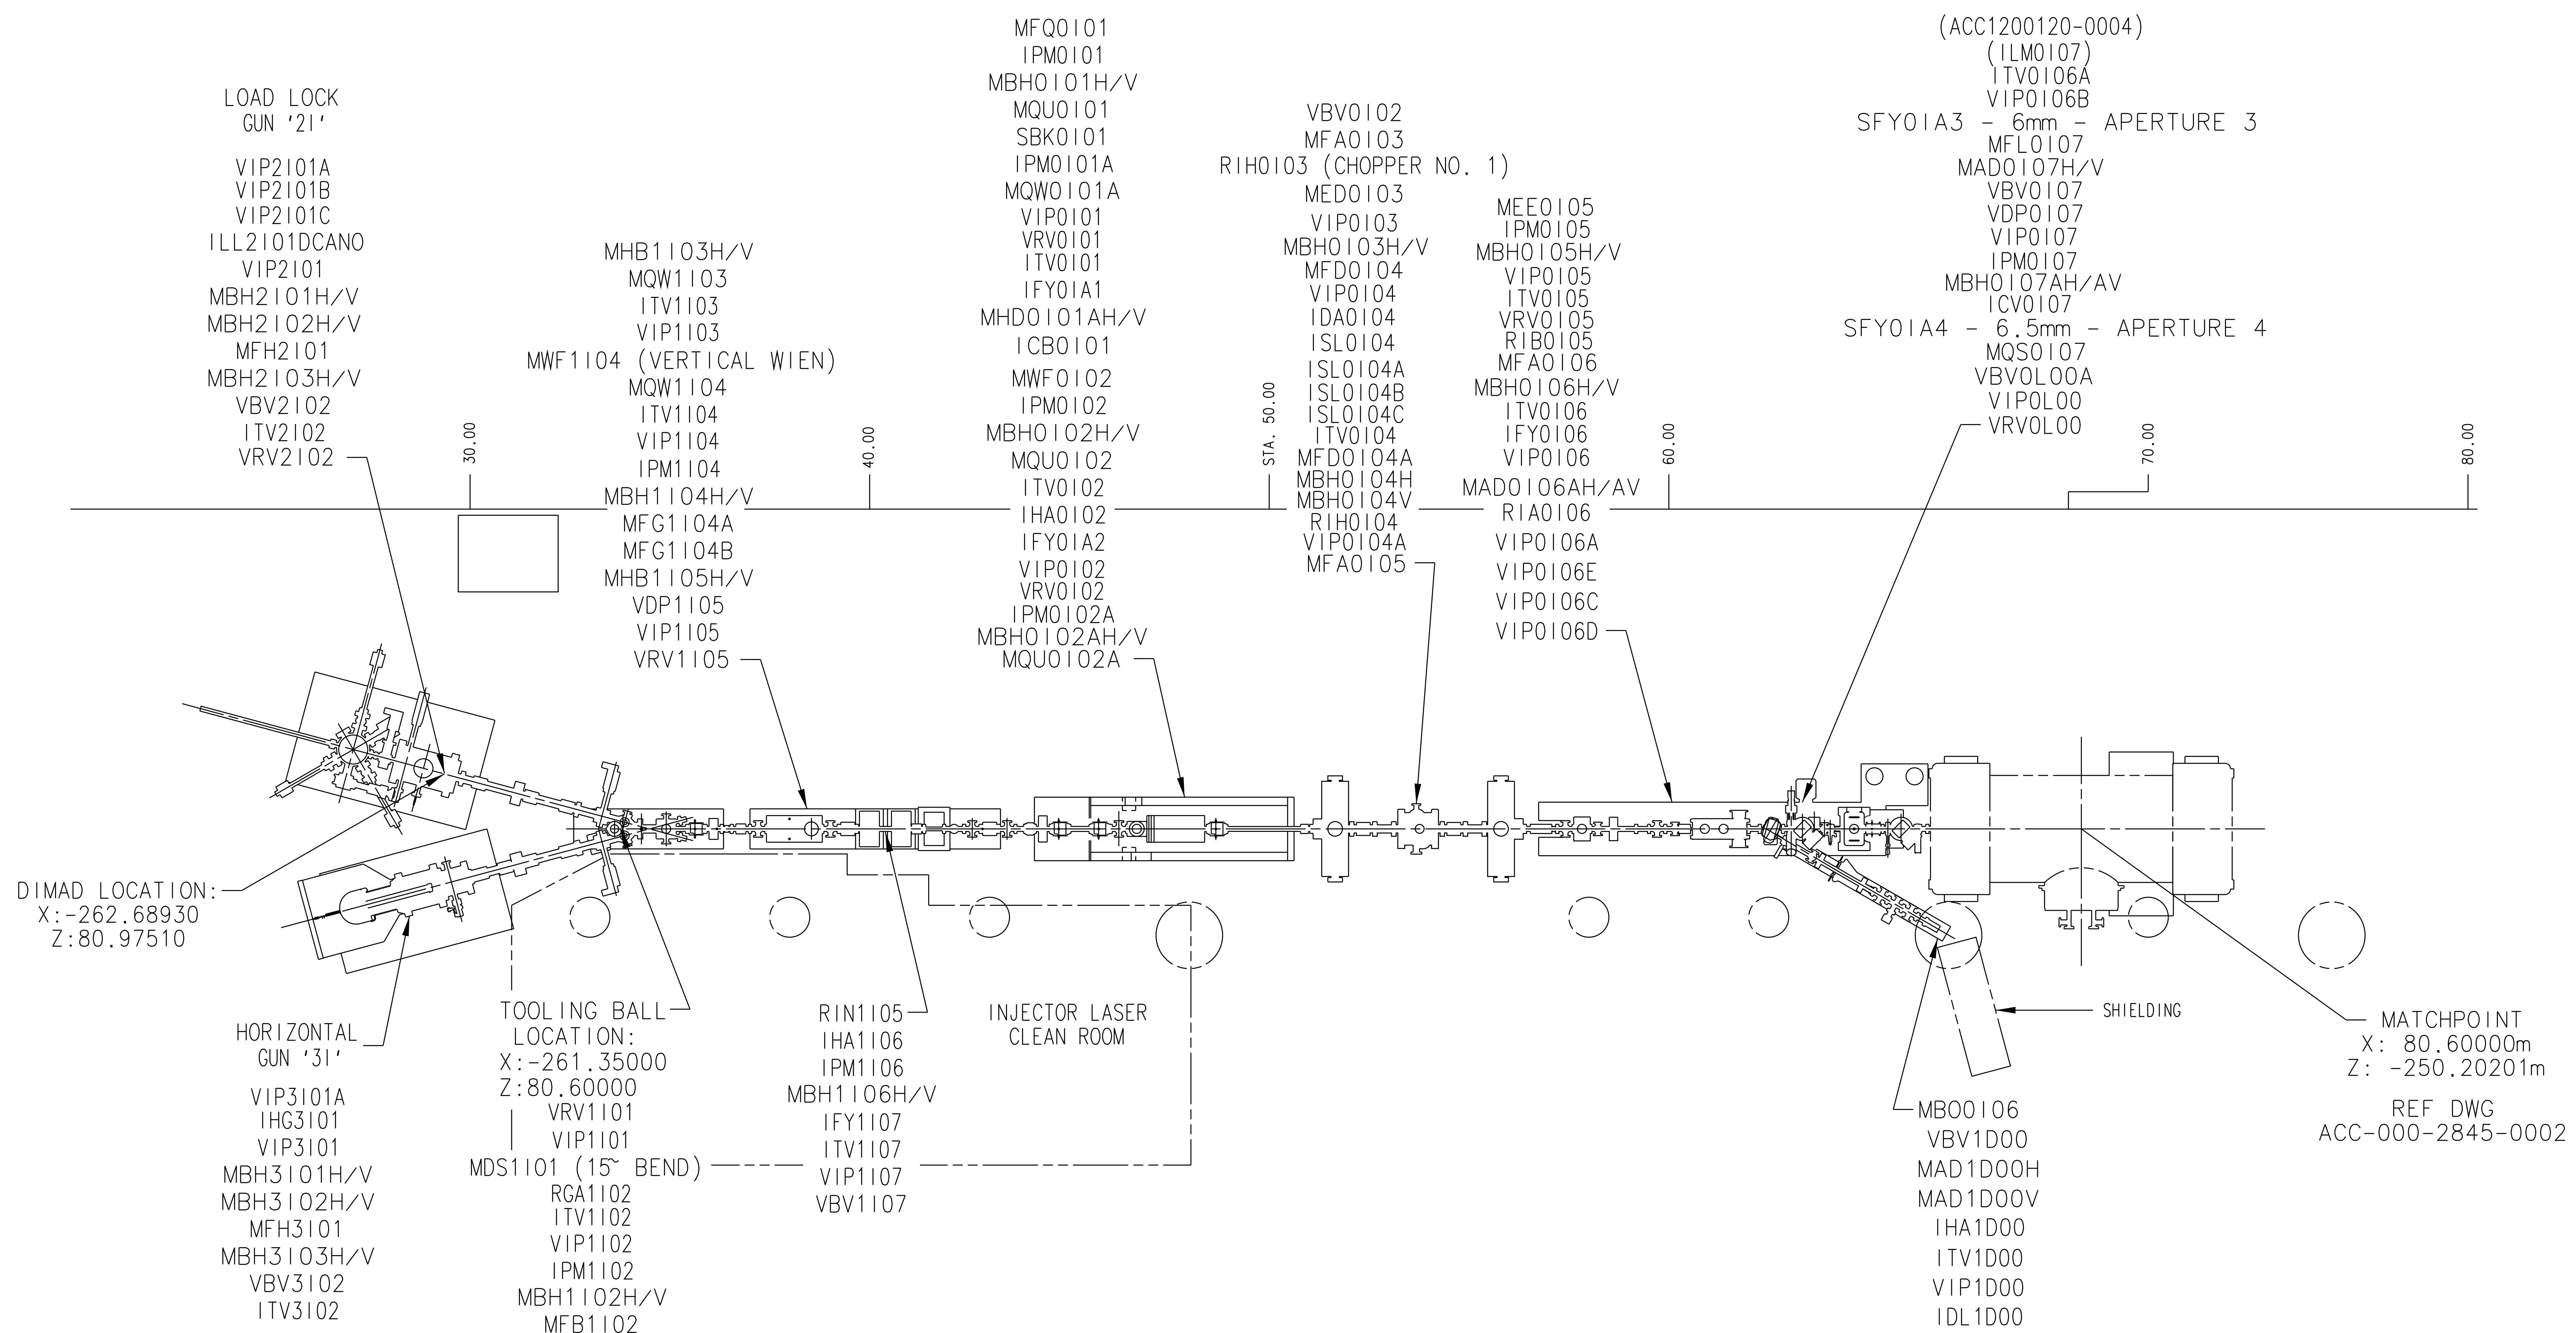 LOAD LOCK
GUN '2I'
VIP2I01A
VIP2I01B
VIP2I01C
ILL2I01DCANO
VIP2I01
MBH2I01H/V
MBH2I02H/V
MFH2I01
MBH2I03H/V
VBV2I02
ITV2I02
VRV2I02
30.00
MHB1I03H/V
MQW1I03
ITV1I03
VIP1I03
MWF1I04 (VERTICAL WIEN)
MQW1I04
ITV1I04
VIP1I04
IPM1I04
MBH1I04H/V
MFG1I04A
MFG1I04B
MHB1I05H/V
VDP1I05
VIP1I05
VRV1I05
40.00
MFQ0I01
IPM0I01
MBH0I01H/V
MQU0I01
SBK0I01
IPM0I01A
MQW0I01A
VIP0I01
VRV0I01
ITV0I01
IFY0IA1
MHD0I01AH/V
ICB0I01
MWF0I02
IPM0I02
MBH0I02H/V
MQU0I02
ITV0I02
IHA0I02
IFY0IA2
VIP0I02
VRV0I02
IPM0I02A
MBH0I02AH/V
MQU0I02A
STA. 50.00
VBV0I02
MFA0I03
RIH0I03 (CHOPPER NO. 1)
MED0I03
VIP0I03
MBH0I03H/V
MFD0I04
VIP0I04
IDA0I04
ISL0I04
ISL0I04A
ISL0I04B
ISL0I04C
ITV0I04
MFD0I04A
MBH0I04H
MBH0I04V
RIH0I04
VIP0I04A
MFA0I05
MEE0I05
IPM0I05
MBH0I05H/V
VIP0I05
ITV0I05
VRV0I05
RIB0I05
MFA0I06
MBH0I06H/V
ITV0I06
IFY0I06
VIP0I06
MAD0I06AH/AV
RIA0I06
VIP0I06A
VIP0I06E
VIP0I06C
VIP0I06D
60.00
(ACC1200120-0004)
(ILM0I07)
ITV0I06A
VIP0I06B
SFY0IA3 - 6mm - APERTURE 3
MFL0I07
MAD0I07H/V
VBV0I07
VDP0I07
VIP0I07
IPM0I07
MBH0I07AH/AV
ICV0I07
SFY0IA4 - 6.5mm - APERTURE 4
MQS0I07
VBV0L00A
VIP0L00
VRV0L00
70.00
80.00
DIMAD LOCATION:
X:-262.68930
Z:80.97510
HORIZONTAL
GUN '3I'
VIP3I01A
IHG3I01
VIP3I01
MBH3I01H/V
MBH3I02H/V
MFH3I01
MBH3I03H/V
VBV3I02
ITV3I02
TOOLING BALL
LOCATION:
X:-261.35000
Z:80.60000
VRV1I01
VIP1I01
MDS1I01 (15~ BEND)
RGA1I02
ITV1I02
VIP1I02
IPM1I02
MBH1I02H/V
MFB1I02
RIN1I05
IHA1I06
IPM1I06
MBH1I06H/V
IFY1I07
ITV1I07
VIP1I07
VBV1I07
INJECTOR LASER
CLEAN ROOM
SHIELDING
MBO0I06
VBV1D00
MAD1D00H
MAD1D00V
IHA1D00
ITV1D00
VIP1D00
IDL1D00
MATCHPOINT
X: 80.60000m
Z: -250.20201m
REF DWG
ACC-000-2845-0002